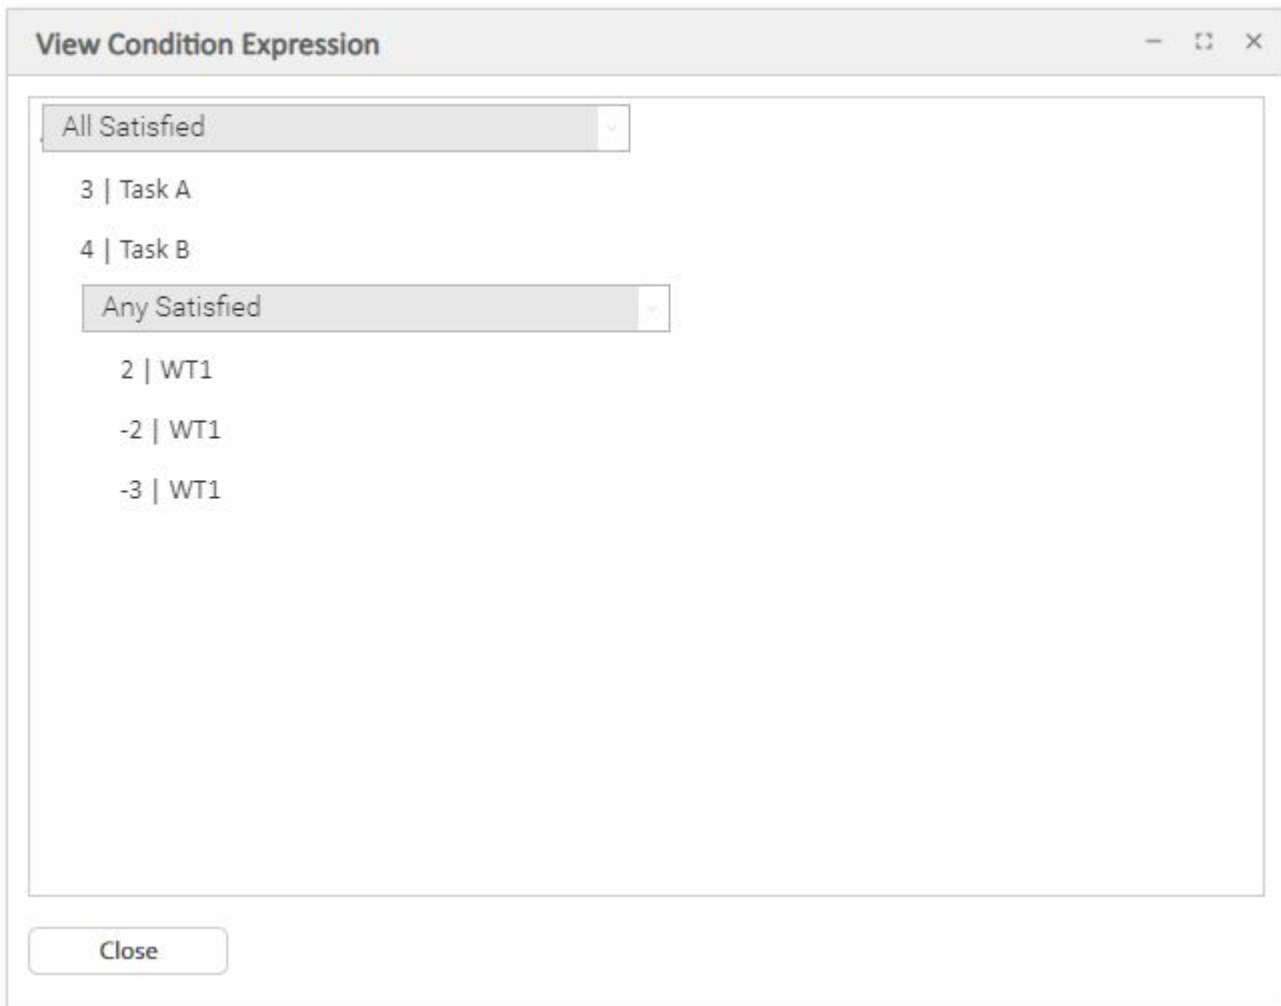 View Condition Expression
All Satisfied
3 | Task A
4 | Task B
Any Satisfied
2 | WT1
-2 | WT1
-3 | WT1
Close